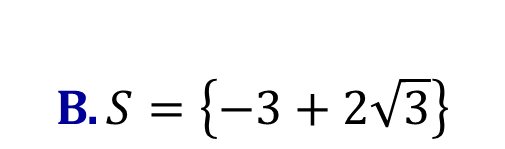 B. S = {−3 + 2√3}